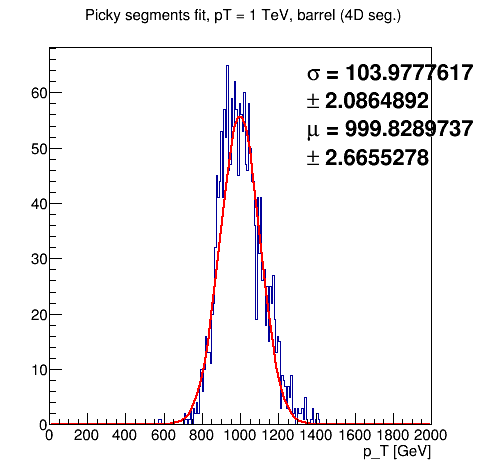 Picky segments fit, pT = 1 TeV, barrel (4D seg.)
σ = 103.9777617
± 2.0864892
μ = 999.8289737
± 2.6655278
60
50
40
30
20
10
0
0 200 400 600 800 1000 1200 1400 1600 1800 2000
p_T [GeV]